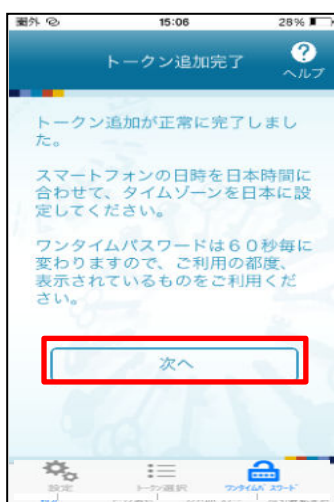 圏外
15:06
28%
トークン追加完了
?
ヘルプ
トークン追加が正常に完了しまし
た。
スマートフォンの日時を日本時間に
合わせて、タイムゾーンを日本に設
定してください。
ワンタイムパスワードは６０秒毎に
変わりますので、ご利用の都度、
表示されているものをご利用くだ
さい。
次へ
設定
トークン選択
ワンタイムパスワード